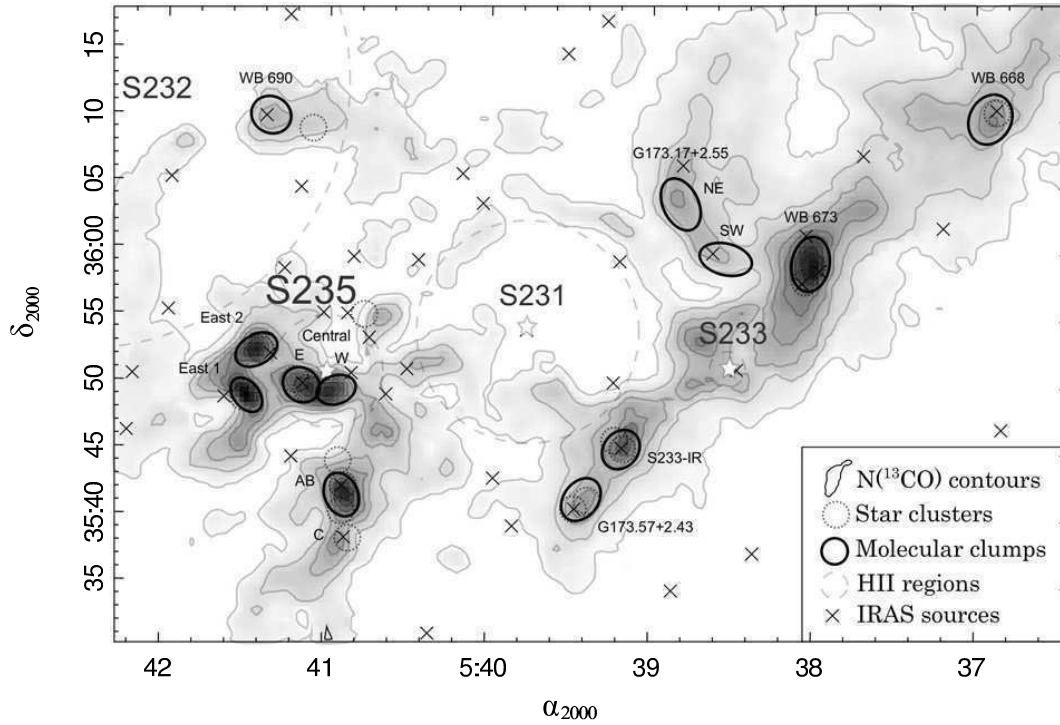 15
10
05
36:00
55
50
45
35:40
35
δ2000
42
41
5:40
39
38
37
α2000
S232
WB 690
WB 668
G173.17+2.55
NE
SW
WB 673
S235
S231
S233
East 2
Central
East 1
E
W
AB
C
S233-IR
G173.57+2.43
N(¹³CO) contours
Star clusters
Molecular clumps
HII regions
IRAS sources